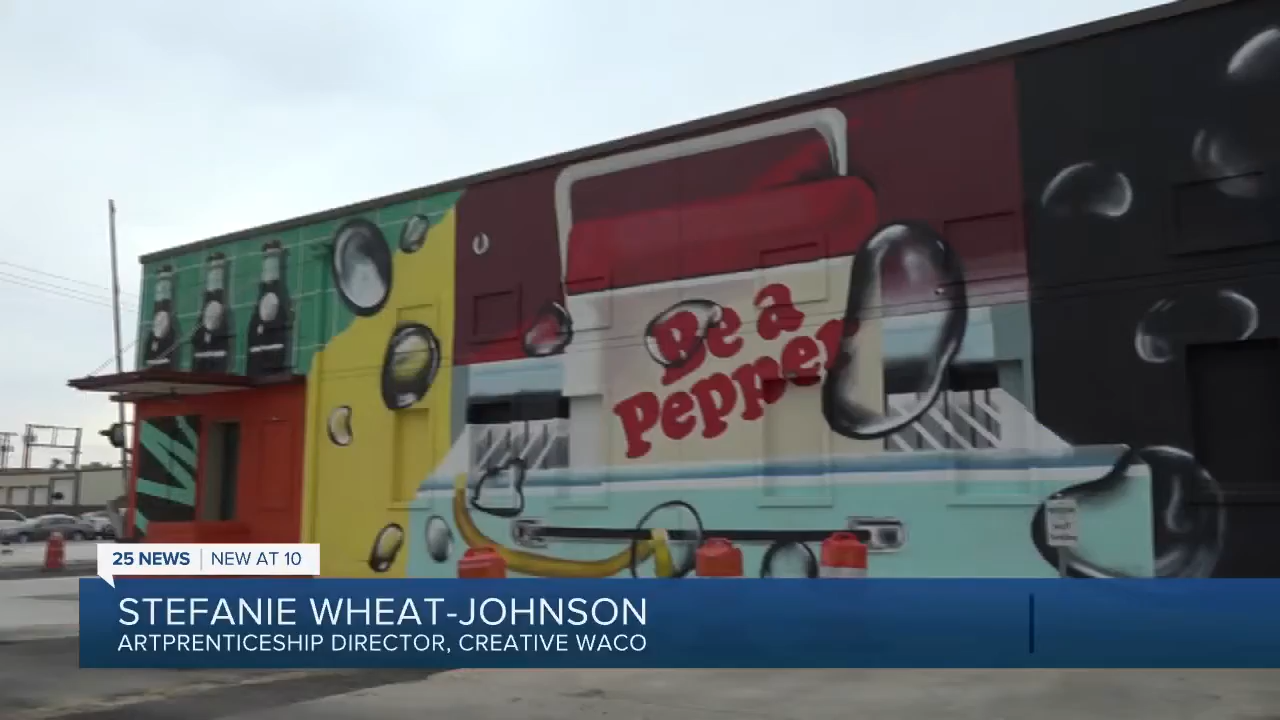 Be a
Pepper
25 NEWS | NEW AT 10
STEFANIE WHEAT-JOHNSON
ARTPRENTICESHIP DIRECTOR, CREATIVE WACO